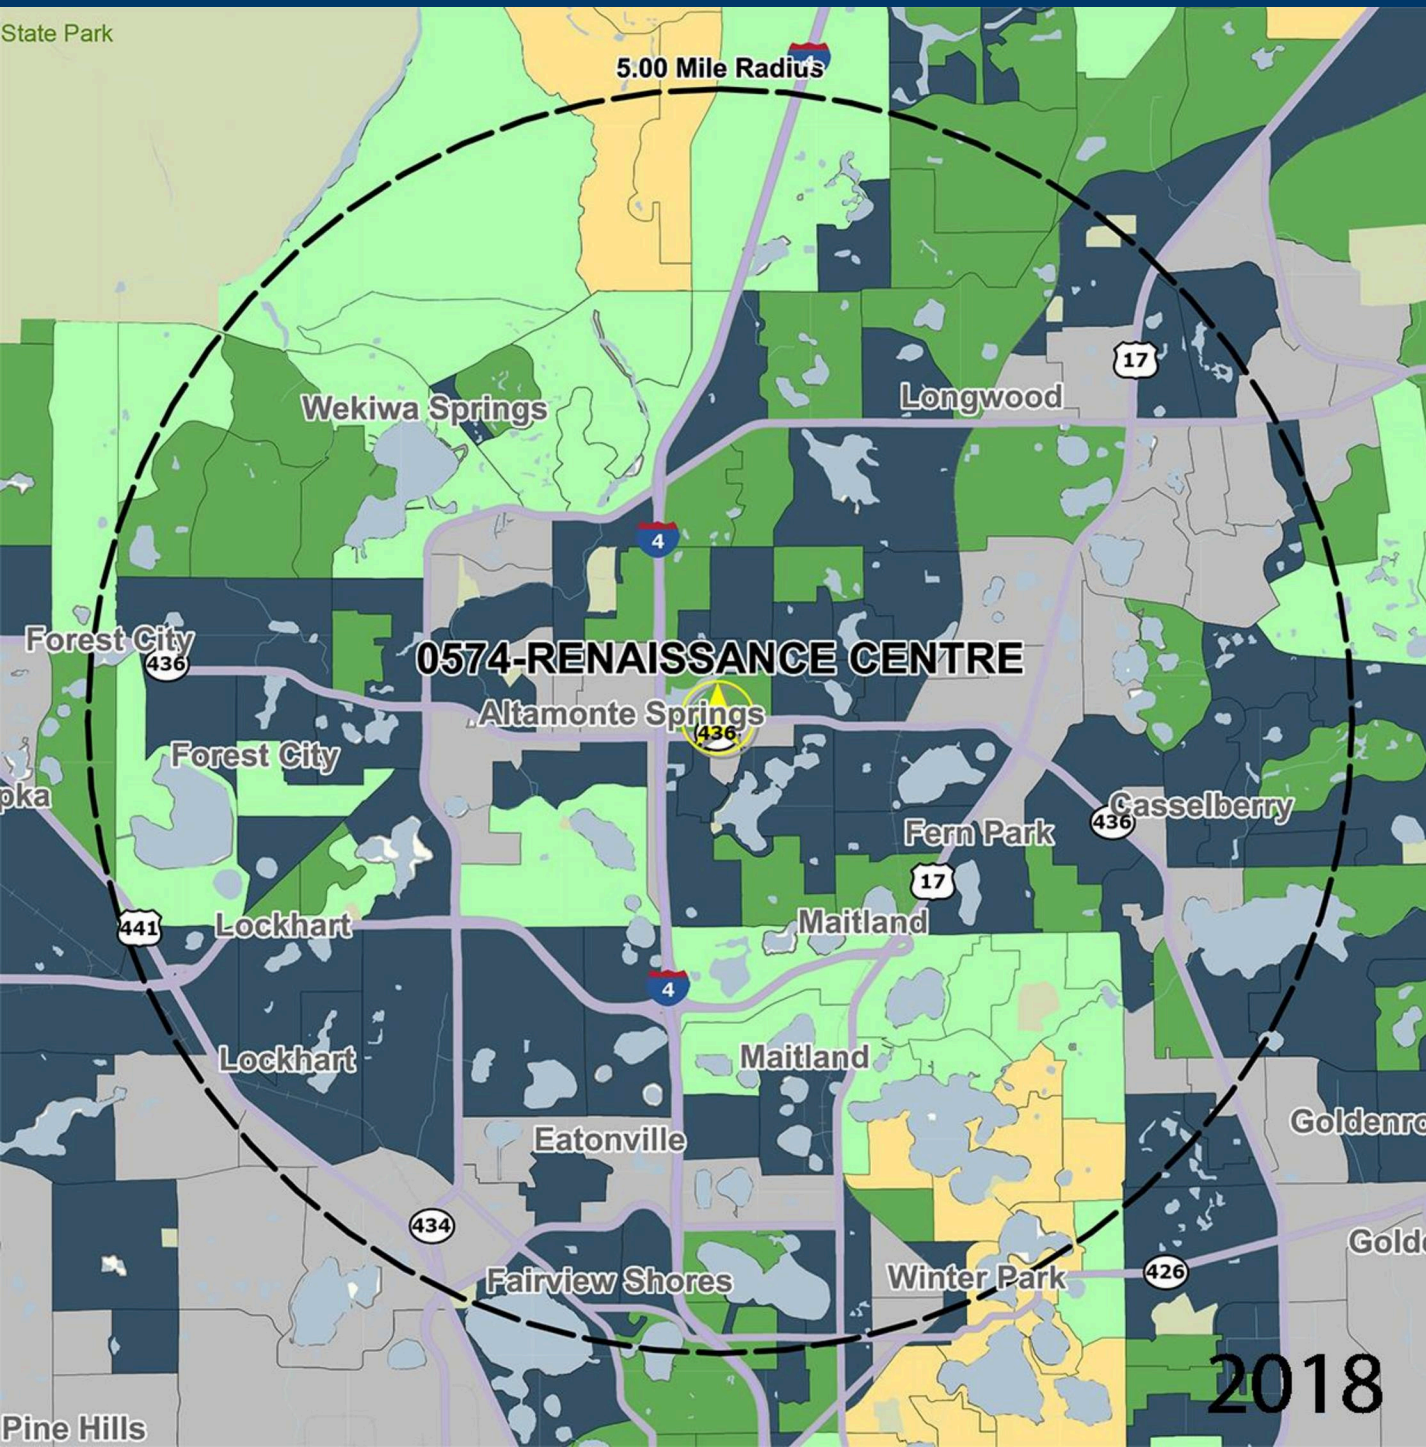 State Park
5.00 Mile Radius
4
17
Longwood
Wekiwa Springs
4
Forest City
436
0574-RENAISSANCE CENTRE
Altamonte Springs
436
Forest City
pka
Casselberry
436
Fern Park
17
441
Lockhart
Maitland
4
Lockhart
Maitland
Eatonville
Goldenro
434
Fairview Shores
Winter Park
426
Golde
2018
Pine Hills